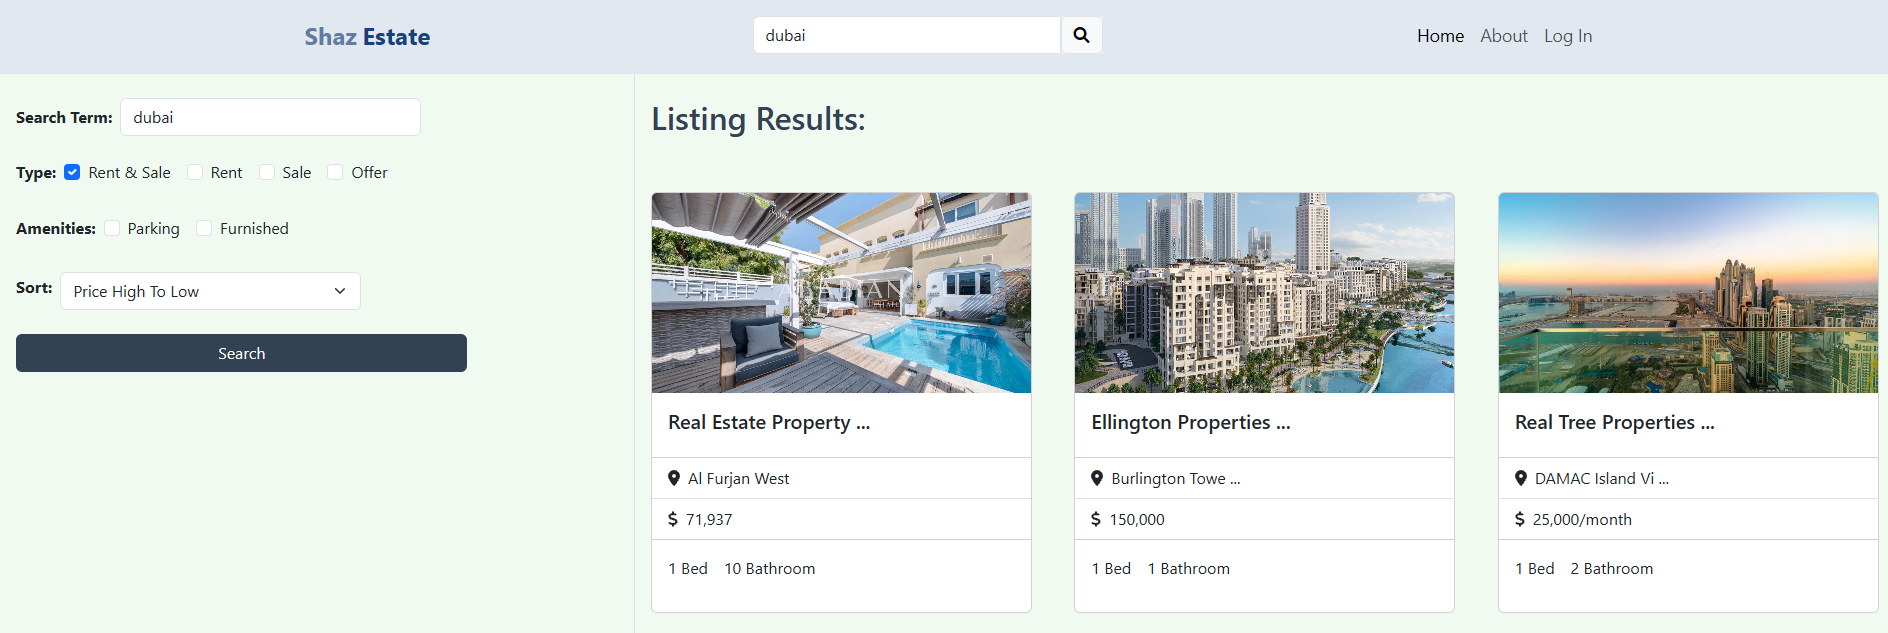 Shaz Estate
dubai
Home About Log In
Search Term: dubai
Type: Rent & Sale Rent Sale Offer
Amenities: Parking Furnished
Sort: Price High To Low
Search
Listing Results:
ARABIAN
ESTATE
Real Estate Property ...
Al Furjan West
$ 71,937
1 Bed 10 Bathroom
Ellington Properties ...
Burlington Towe ...
$ 150,000
1 Bed 1 Bathroom
Real Tree Properties ...
DAMAC Island Vi ...
$ 25,000/month
1 Bed 2 Bathroom